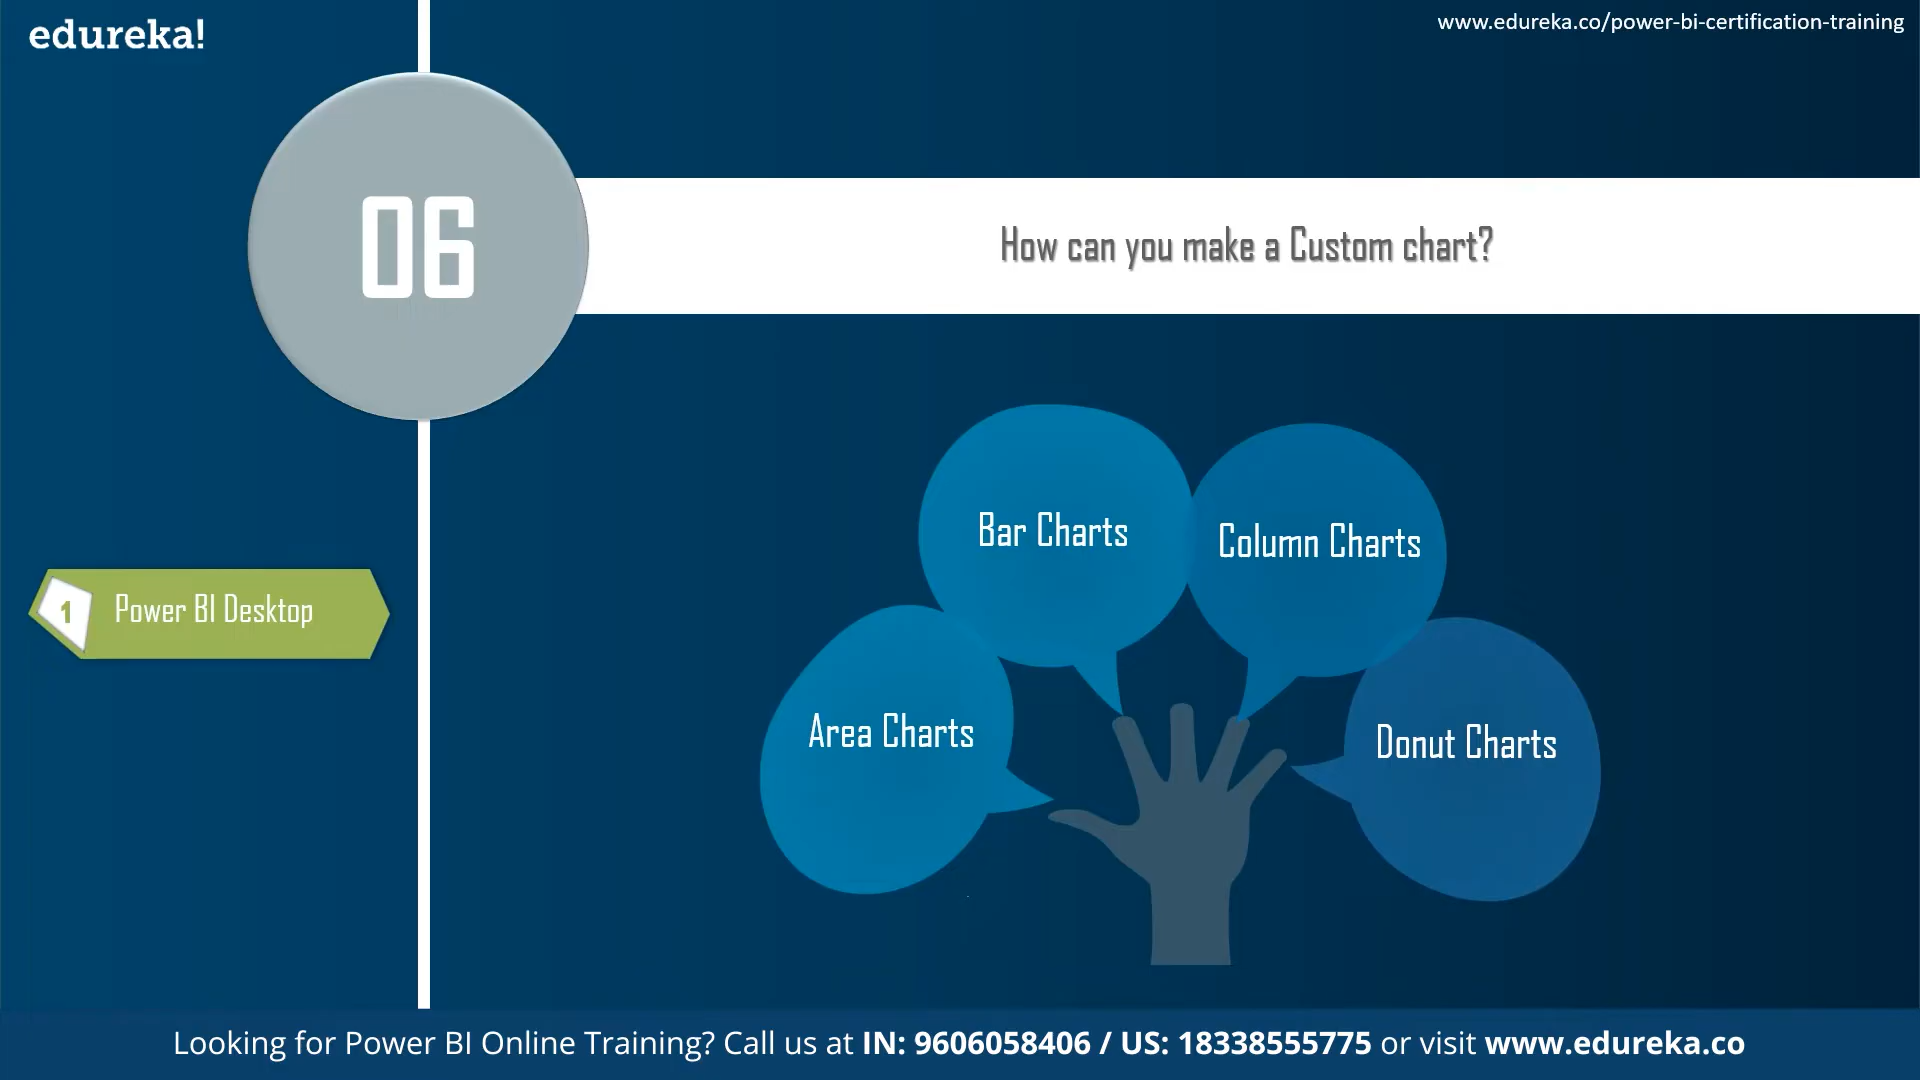 edureka!
www.edureka.co/power-bi-certification-training
06
How can you make a Custom chart?
Bar Charts
Column Charts
1 Power BI Desktop
Area Charts
Donut Charts
Looking for Power BI Online Training? Call us at IN: 9606058406 / US: 18338555775 or visit www.edureka.co